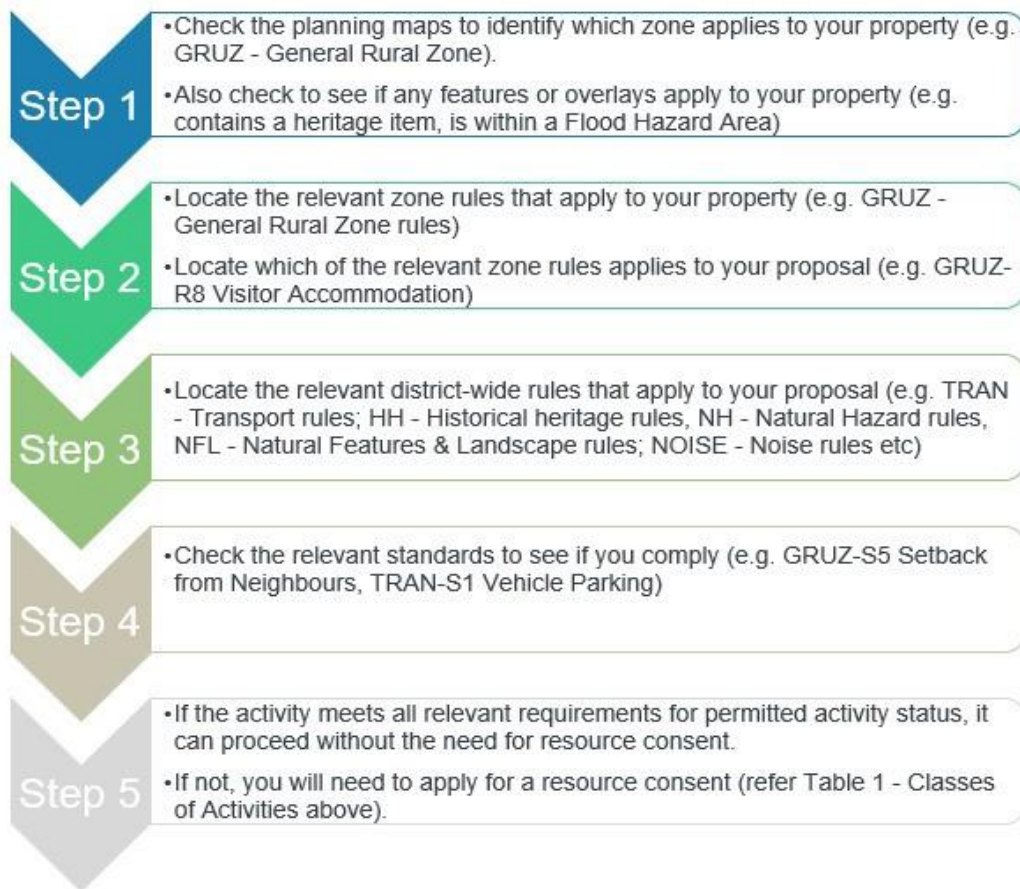 Step 1
•Check the planning maps to identify which zone applies to your property (e.g.
GRUZ - General Rural Zone).
•Also check to see if any features or overlays apply to your property (e.g.
contains a heritage item, is within a Flood Hazard Area)
Step 2
•Locate the relevant zone rules that apply to your property (e.g. GRUZ -
General Rural Zone rules)
•Locate which of the relevant zone rules applies to your proposal (e.g. GRUZ-
R8 Visitor Accommodation)
Step 3
•Locate the relevant district-wide rules that apply to your proposal (e.g. TRAN
- Transport rules; HH - Historical heritage rules, NH - Natural Hazard rules,
NFL - Natural Features & Landscape rules; NOISE - Noise rules etc)
Step 4
•Check the relevant standards to see if you comply (e.g. GRUZ-S5 Setback
from Neighbours, TRAN-S1 Vehicle Parking)
Step 5
•If the activity meets all relevant requirements for permitted activity status, it
can proceed without the need for resource consent.
•If not, you will need to apply for a resource consent (refer Table 1 - Classes
of Activities above).